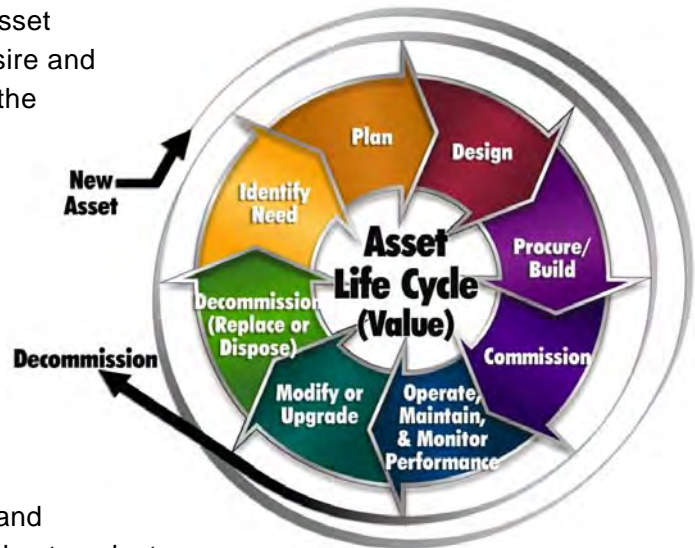 sset
sire and
the
New
Asset
Decommission
Identify
Need
Plan
Design
Procure/
Build
Commission
Operate,
Maintain,
& Monitor
Performance
Modify or
Upgrade
Decommission
(Replace or
Dispose)
Asset
Life Cycle
(Value)
and